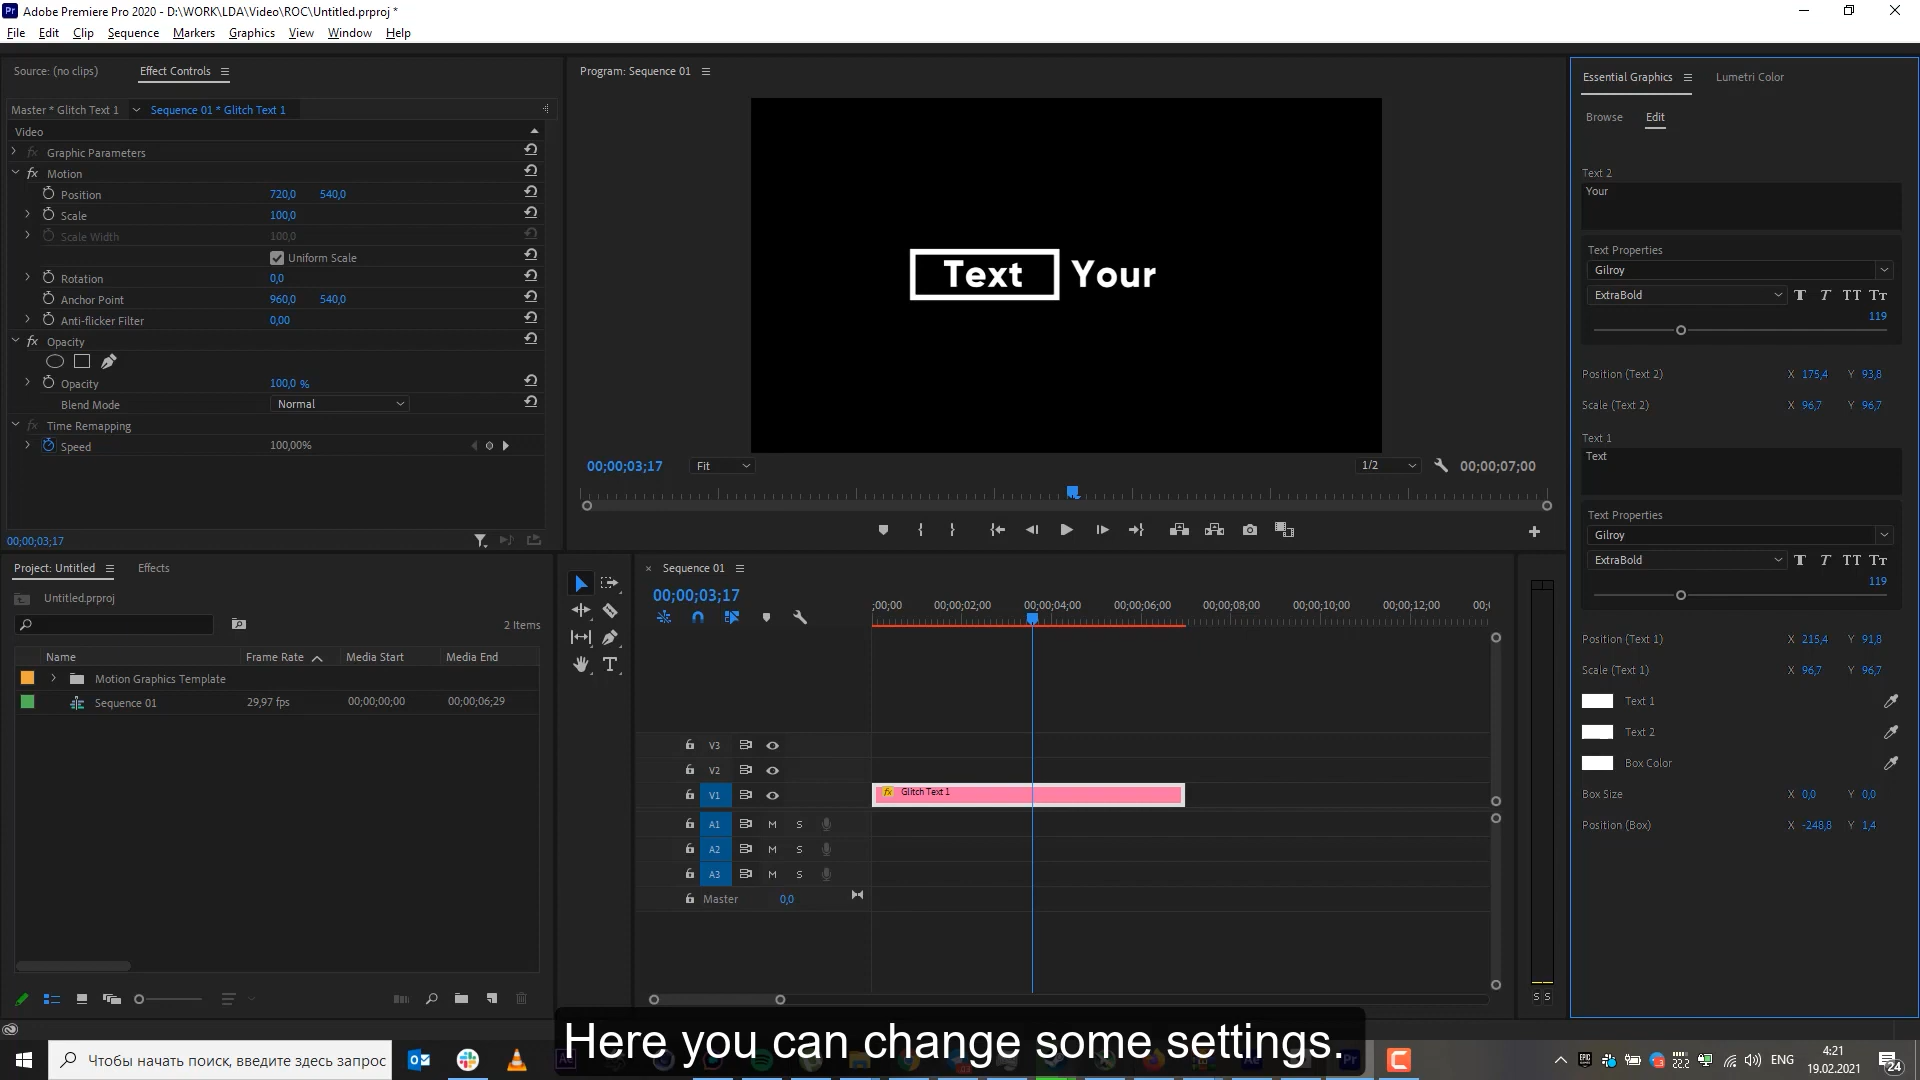 Adobe Premiere Pro 2020 - D:\WORK\LDA\Video\ROC\Untitled.prproj *
File Edit Clip Sequence Markers Graphics View Window Help
Source: (no clips) Effect Controls
Master * Glitch Text 1 Sequence 01 * Glitch Text 1
Video
fx Graphic Parameters
fx Motion
Position 720,0 540,0
Scale 100,0
Scale Width 100,0
Uniform Scale
Rotation 0,0
Anchor Point 960,0 540,0
Anti-flicker Filter 0,00
fx Opacity
Opacity 100,0 %
Blend Mode Normal
fx Time Remapping
Speed 100,00%
00;00;03;17
Program: Sequence 01
Text Your
00;00;03;17 Fit 1/2 00;00;07;00
Project: Untitled Effects
Untitled.prproj
2 Items
Name Frame Rate Media Start Media End
Motion Graphics Template
Sequence 01 29,97 fps 00;00;00;00 00;00;06;29
Sequence 01
00;00;03;17
;00;00 00;00;02;00 00;00;04;00 00;00;06;00 00;00;08;00 00;00;10;00 00;00;12;00 00;
V3
V2
V1 fx Glitch Text 1
A1 M S
A2 M S
A3 M S
Master 0,0
S S
Essential Graphics Lumetri Color
Browse Edit
Text 2
Your
Text Properties
Gilroy
ExtraBold T T TT Tт
119
Position (Text 2) X 175,4 Y 93,8
Scale (Text 2) X 96,7 Y 96,7
Text 1
Text
Text Properties
Gilroy
ExtraBold T T TT Tт
119
Position (Text 1) X 215,4 Y 91,8
Scale (Text 1) X 96,7 Y 96,7
Text 1
Text 2
Box Color
Box Size X 0,0 Y 0,0
Position (Box) X -248,8 Y 1,4
Here you can change some settings.
Чтобы начать поиск, введите здесь запрос
ENG
4:21
19.02.2021
24